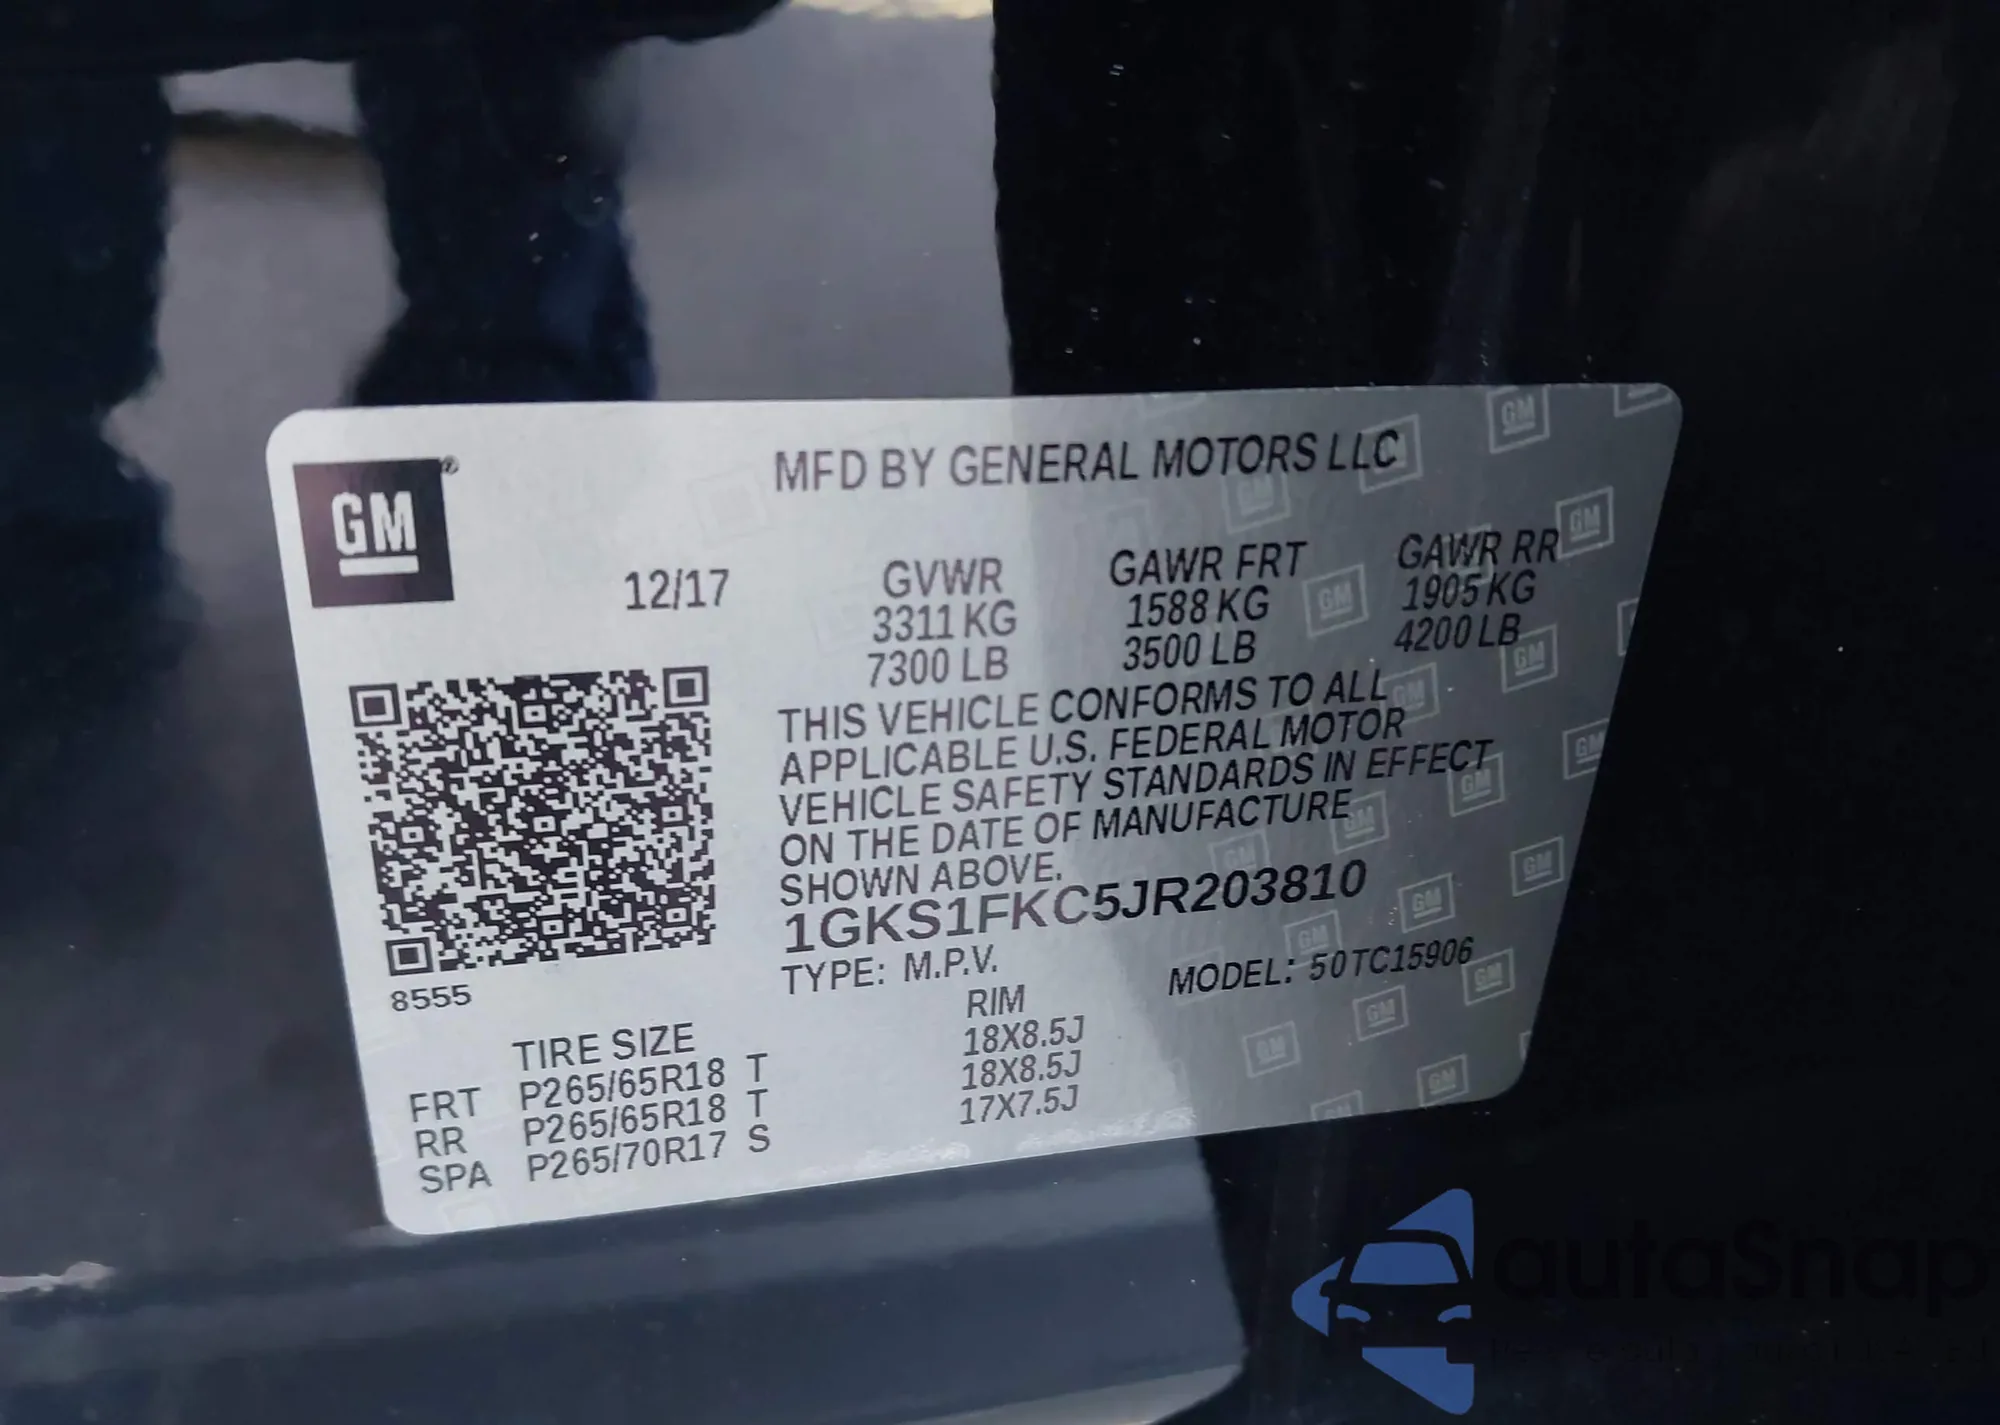 GM
MFD BY GENERAL MOTORS LLC
12/17
GVWR GAWR FRT GAWR RR
3311 KG 1588 KG 1905 KG
7300 LB 3500 LB 4200 LB
THIS VEHICLE CONFORMS TO ALL
APPLICABLE U.S. FEDERAL MOTOR
VEHICLE SAFETY STANDARDS IN EFFECT
ON THE DATE OF MANUFACTURE
SHOWN ABOVE.
1GKS1FKC5JR203810
TYPE: M.P.V. MODEL: 50TC15906
8555
TIRE SIZE RIM
FRT P265/65R18 T 18X8.5J
RR P265/65R18 T 18X8.5J
SPA P265/70R17 S 17X7.5J
autaSnap